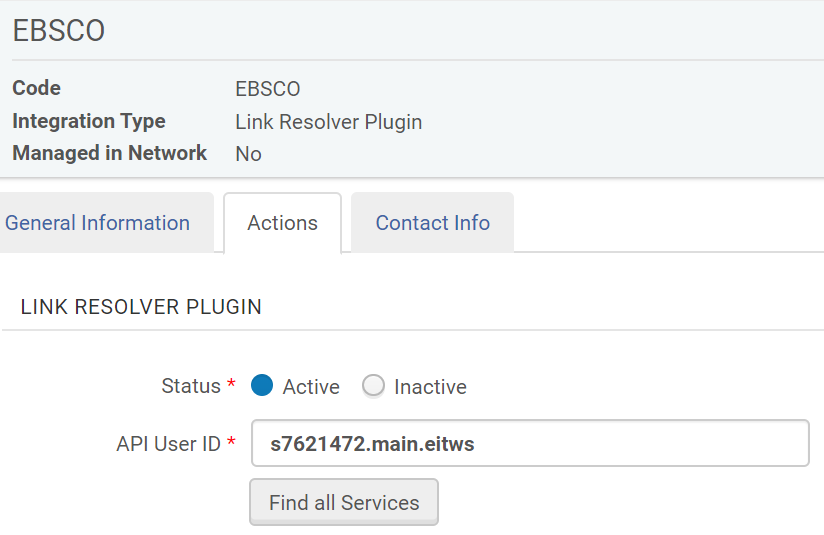 EBSCO
Code EBSCO
Integration Type Link Resolver Plugin
Managed in Network No
General Information Actions Contact Info
LINK RESOLVER PLUGIN
Status * Active Inactive
API User ID * s7621472.main.eitws
Find all Services